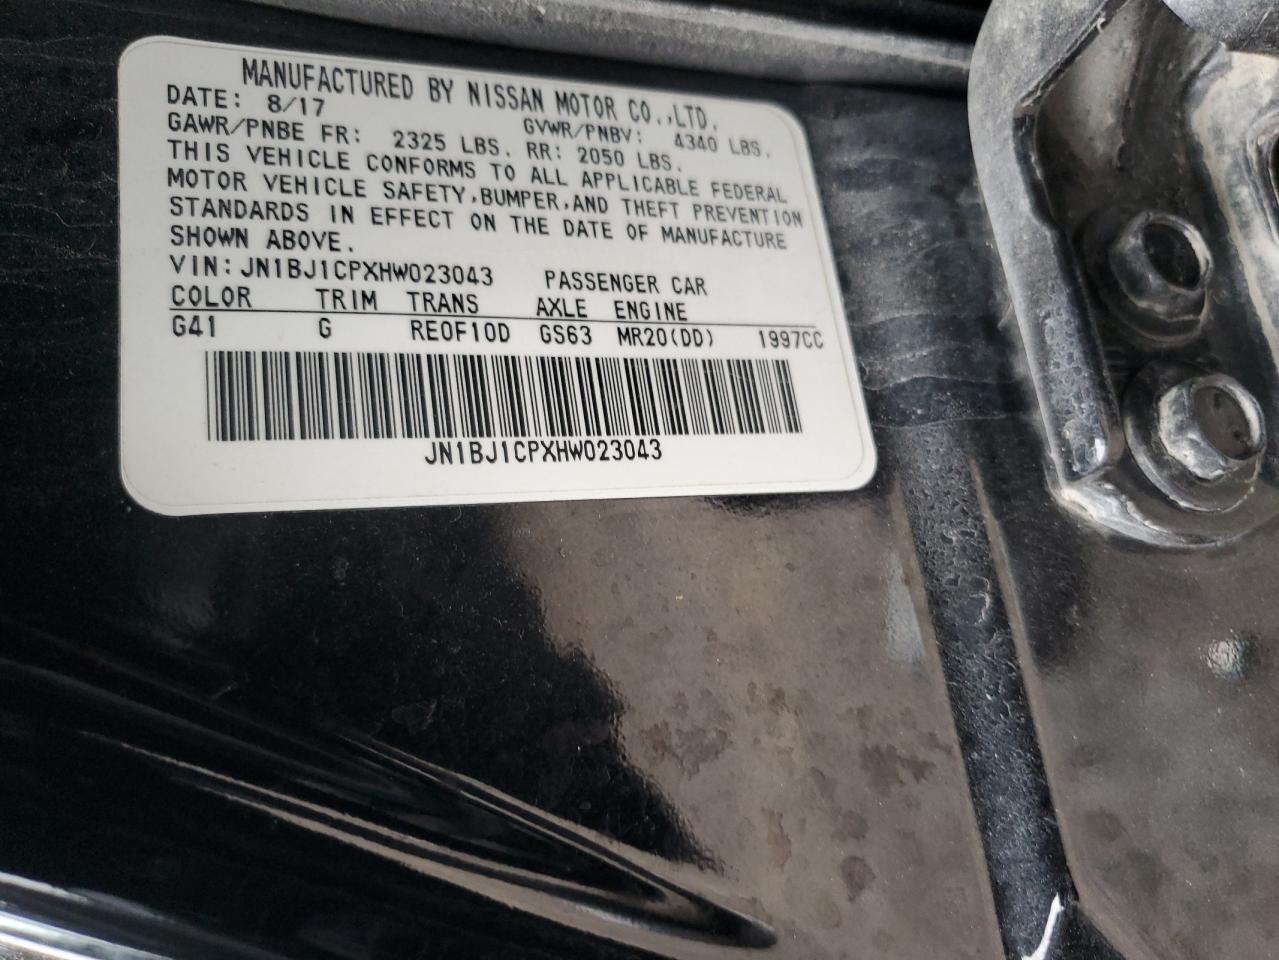 MANUFACTURED BY NISSAN MOTOR CO.,LTD.
DATE: 8/17 GVWR/PNBV: 4340 LBS.
GAWR/PNBE FR: 2325 LBS. RR: 2050 LBS.
THIS VEHICLE CONFORMS TO ALL APPLICABLE FEDERAL
MOTOR VEHICLE SAFETY,BUMPER,AND THEFT PREVENTION
STANDARDS IN EFFECT ON THE DATE OF MANUFACTURE
SHOWN ABOVE.
VIN: JN1BJ1CPXHW023043 PASSENGER CAR
COLOR TRIM TRANS AXLE ENGINE
G41 G RE0F10D GS63 MR20(DD) 1997CC
JN1BJ1CPXHW023043